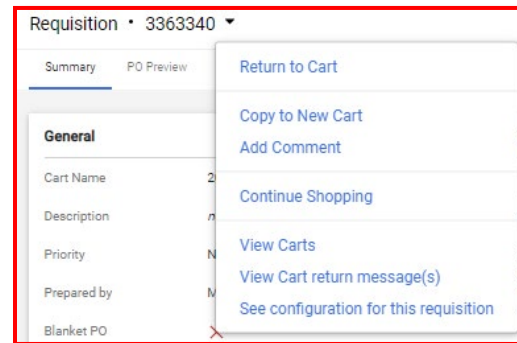 Requisition • 3363340
Summary PO Preview
Return to Cart
Copy to New Cart
Add Comment
Continue Shopping
View Carts
View Cart return message(s)
See configuration for this requisition
General
Cart Name
Description
Priority
Prepared by
Blanket PO